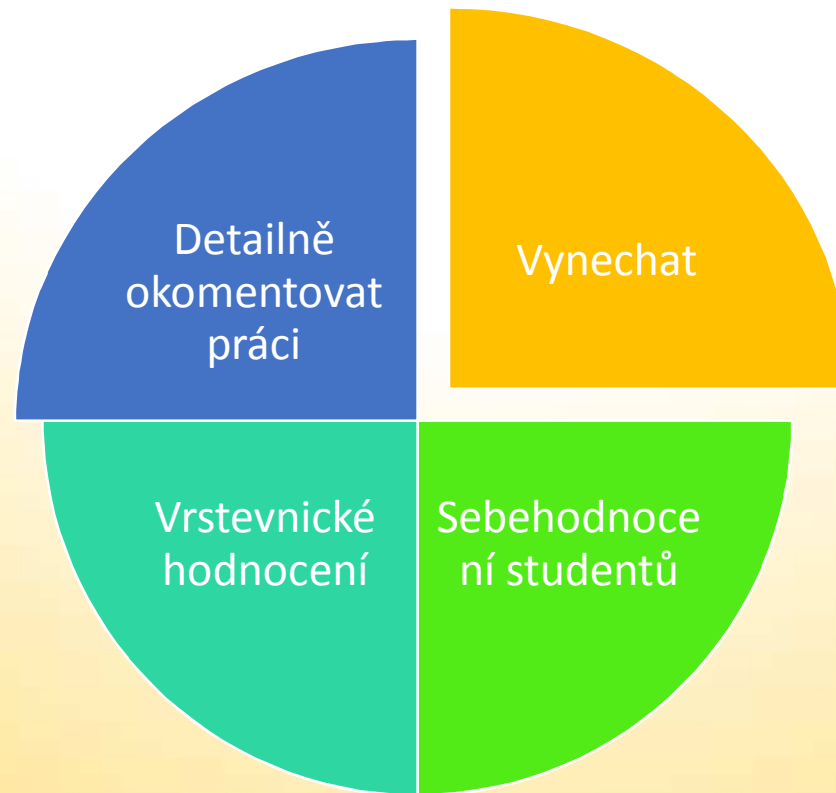 Detailně
okomentovat
práci
Vynechat
Vrstevnické
hodnocení
Sebehodnoce
ní studentů